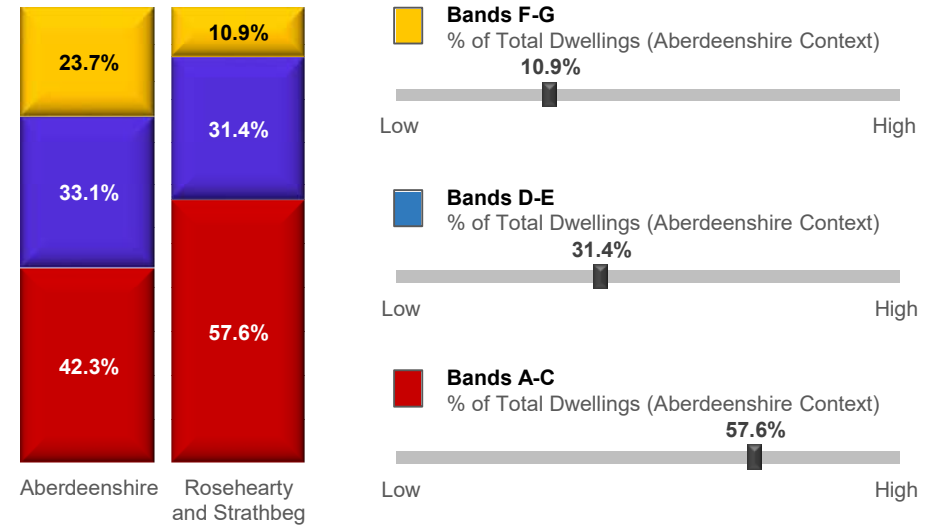 23.7%
33.1%
42.3%
Aberdeenshire
10.9%
31.4%
57.6%
Rosehearty
and Strathbeg
Bands F-G
% of Total Dwellings (Aberdeenshire Context)
10.9%
Low High
Bands D-E
% of Total Dwellings (Aberdeenshire Context)
31.4%
Low High
Bands A-C
% of Total Dwellings (Aberdeenshire Context)
57.6%
Low High